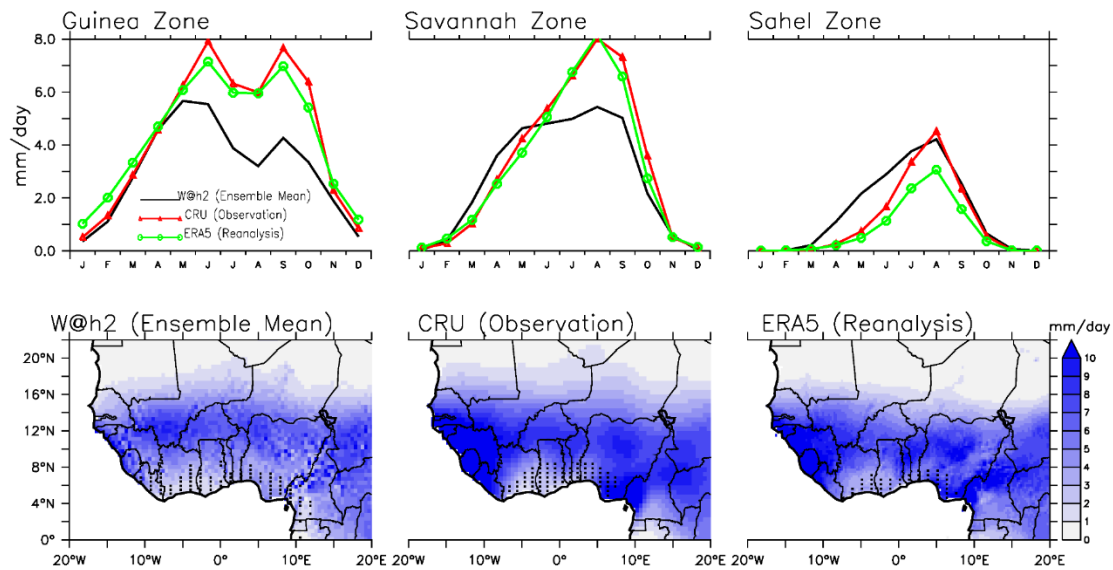 Guinea Zone Savannah Zone Sahel Zone
8.0
6.0
4.0
2.0
0.0
mm/day
W@h2 (Ensemble Mean)
CRU (Observation)
ERA5 (Reanalysis)
J F M A M J J A S O N D
J F M A M J J A S O N D
J F M A M J J A S O N D
W@h2 (Ensemble Mean) CRU (Observation) ERA5 (Reanalysis) mm/day
20°N
16°N
12°N
8°N
4°N
0°
20°W 10°W 0° 10°E 20°E
20°W 10°W 0° 10°E 20°E
20°W 10°W 0° 10°E 20°E
10
9
8
7
6
5
4
3
2
1
0